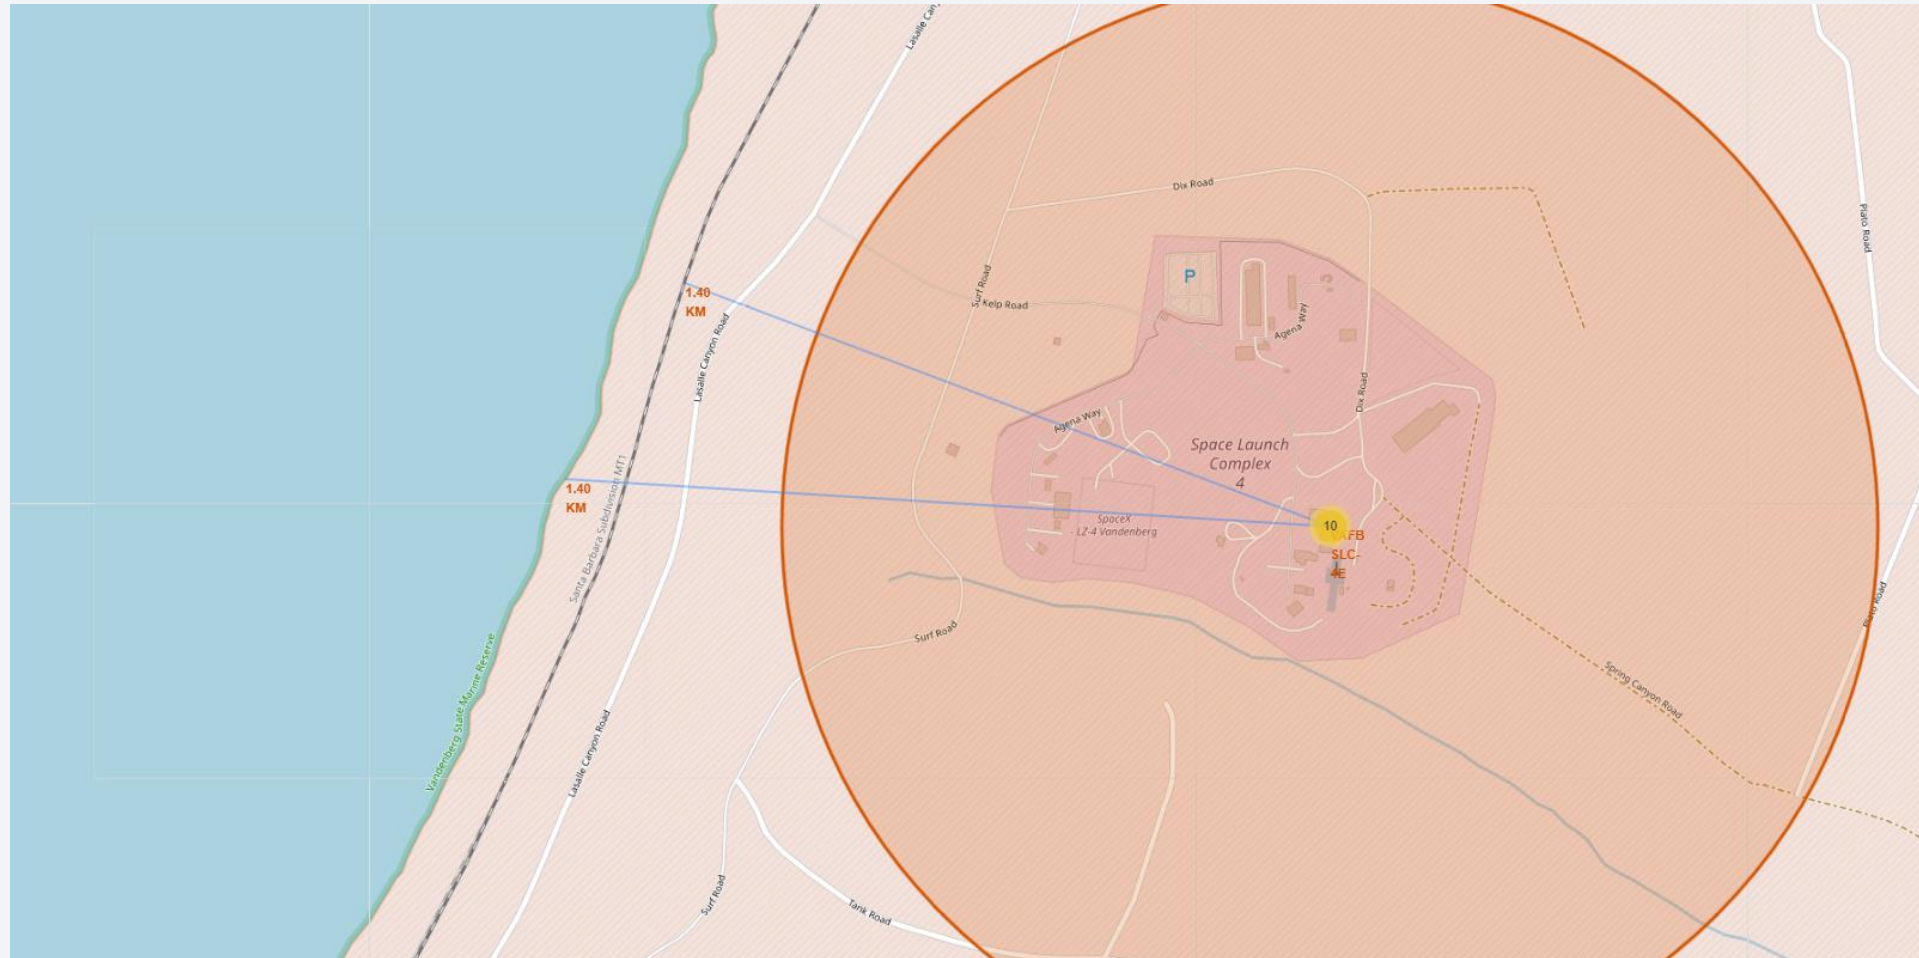 Lasalle Can
Dix Road
Plato Road
P
Surf Road
Kelp Road
1.40
KM
Agena Way
Lasalle Canyon Road
Dix Road
Agena Way
Space Launch
Complex
4
Santa Barbara Subdivision MT1
1.40
KM
SpaceX
- LZ-4 Vandenberg
10
VAFB
SLC-
4E
Plato Road
Surf Road
Vandenberg State Marine Reserve
Spring Canyon Road
Lasalle Canyon Road
Surf Road
Tank Road